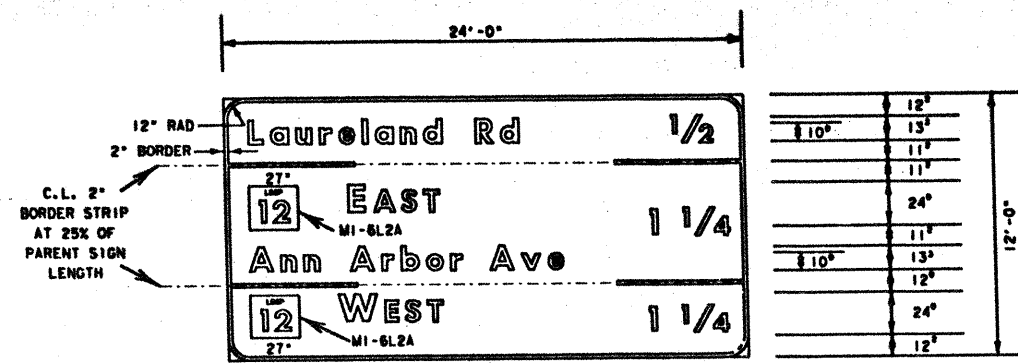 24'-0"
12" RAD
2" BORDER
C.L. 2"
BORDER STRIP
AT 25% OF
PARENT SIGN
LENGTH
Laureland Rd 1/2
27"
LOOP
12
EAST
M1-6L2A
1 1/4
Ann Arbor Ave
LOOP
12
WEST
M1-6L2A
27"
1 1/4
12"
13"
10"
11"
11"
24"
11"
13"
10"
12"
24"
12"
12'-0"